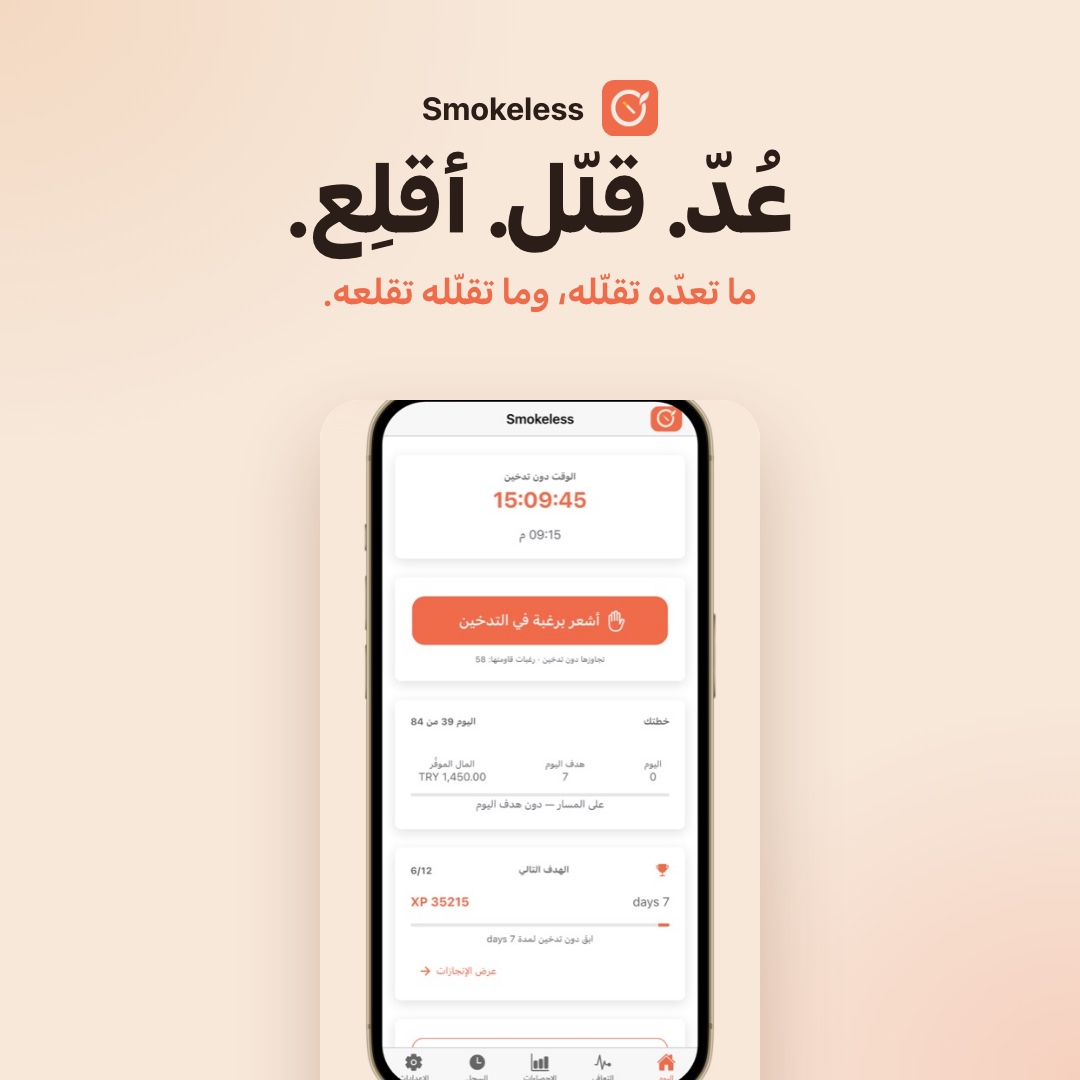 Smokeless
عُدّ. قلّل. أقلِع.
ما تعدّه تقلّله، وما تقلّله تقلعه.
Smokeless
الوقت دون تدخين
15:09:45
09:15 م
أشعر برغبة في التدخين
تجاوزها دون تدخين · رغبات قاومتها: 58
خطتك اليوم 39 من 84
اليوم هدف اليوم المال الموفَّر
0 7 TRY 1,450.00
على المسار — دون هدف اليوم
الهدف التالي 6/12
days 7 XP 35215
ابق دون تدخين لمدة 7 days
عرض الإنجازات →